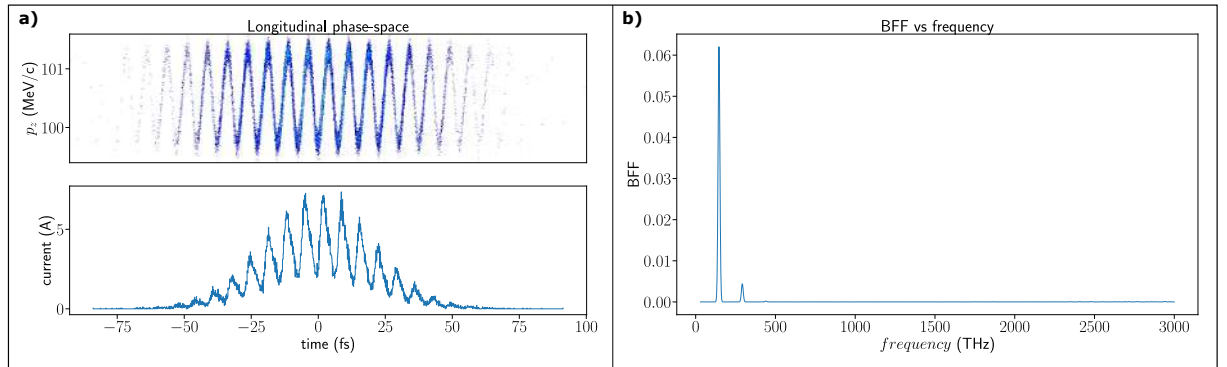 a)
Longitudinal phase-space
101
100
p_z (MeV/c)
5
0
current (A)
−75 −50 −25 0 25 50 75 100
time (fs)
b)
BFF vs frequency
0.06
0.05
0.04
0.03
0.02
0.01
0.00
BFF
0 500 1000 1500 2000 2500 3000
frequency (THz)